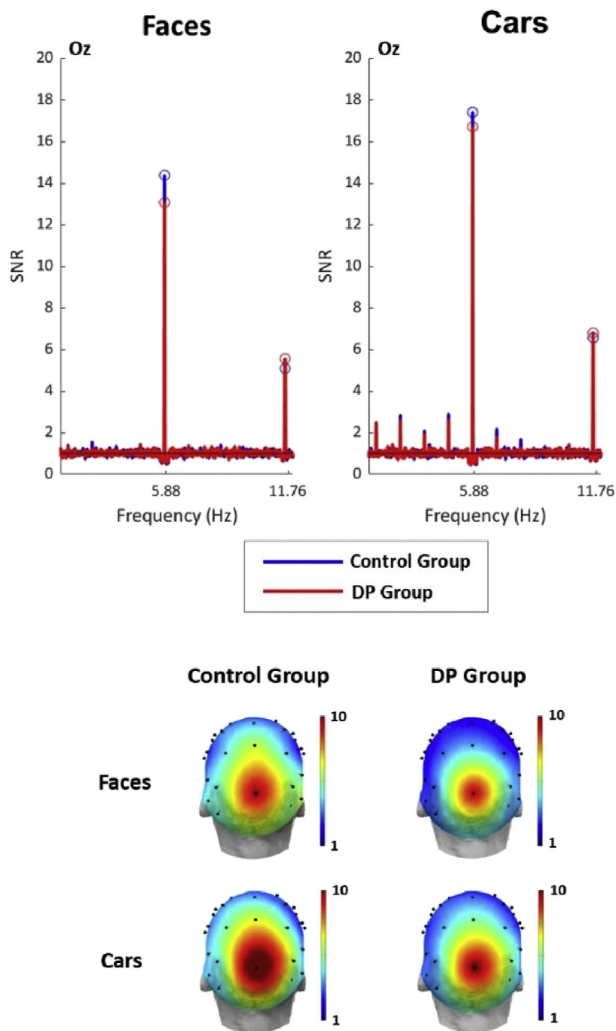 Faces
Cars
20
Oz
18
16
14
12
10
8
6
4
2
0
SNR
5.88
11.76
Frequency (Hz)
20
Oz
18
16
14
12
10
8
6
4
2
0
SNR
5.88
11.76
Frequency (Hz)
Control Group
DP Group
Control Group
DP Group
Faces
10
1
10
1
Cars
10
1
10
1